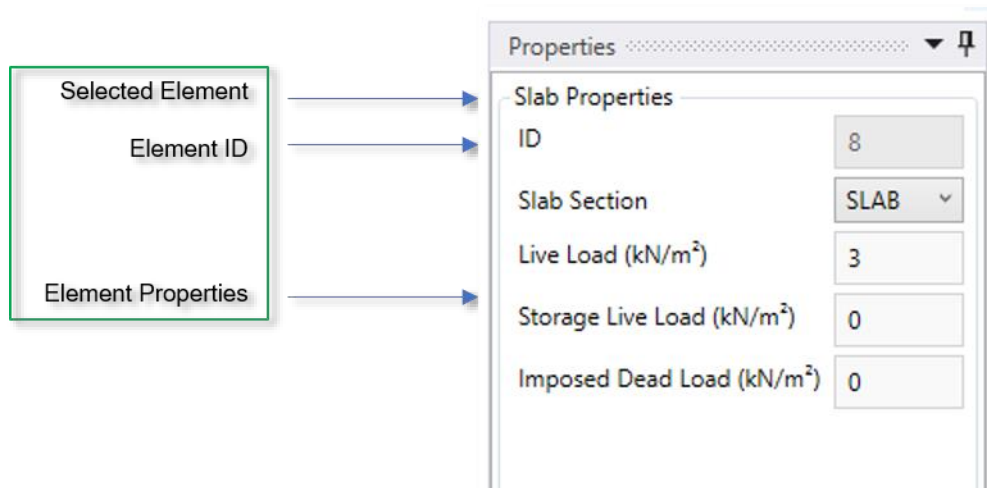 Properties
Selected Element
Slab Properties
Element ID
ID
8
Slab Section
SLAB
Live Load (kN/m²)
3
Element Properties
Storage Live Load (kN/m²)
0
Imposed Dead Load (kN/m²)
0